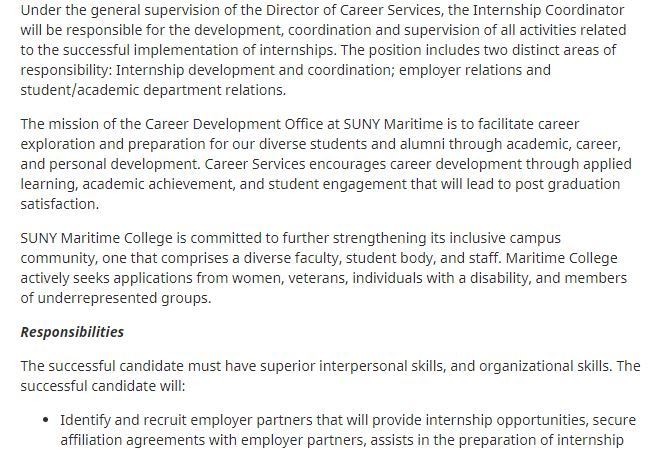 Under the general supervision of the Director of Career Services, the Internship Coordinator
will be responsible for the development, coordination and supervision of all activities related
to the successful implementation of internships. The position includes two distinct areas of
responsibility: Internship development and coordination; employer relations and
student/academic department relations.
The mission of the Career Development Office at SUNY Maritime is to facilitate career
exploration and preparation for our diverse students and alumni through academic, career,
and personal development. Career Services encourages career development through applied
learning, academic achievement, and student engagement that will lead to post graduation
satisfaction.
SUNY Maritime College is committed to further strengthening its inclusive campus
community, one that comprises a diverse faculty, student body, and staff. Maritime College
actively seeks applications from women, veterans, individuals with a disability, and members
of underrepresented groups.
Responsibilities
The successful candidate must have superior interpersonal skills, and organizational skills. The
successful candidate will:
• Identify and recruit employer partners that will provide internship opportunities, secure
affiliation agreements with employer partners, assists in the preparation of internship